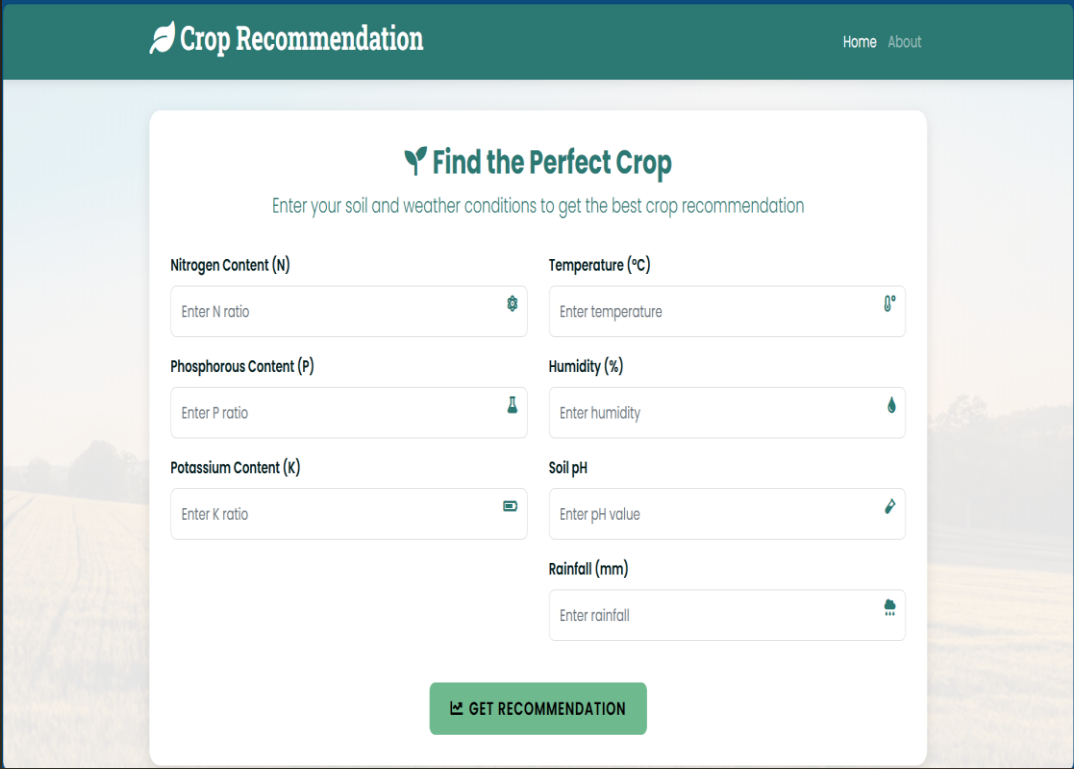 Crop Recommendation
Home About
Find the Perfect Crop
Enter your soil and weather conditions to get the best crop recommendation
Nitrogen Content (N)
Enter N ratio
Phosphorous Content (P)
Enter P ratio
Potassium Content (K)
Enter K ratio
Temperature (°C)
Enter temperature
Humidity (%)
Enter humidity
Soil pH
Enter pH value
Rainfall (mm)
Enter rainfall
GET RECOMMENDATION